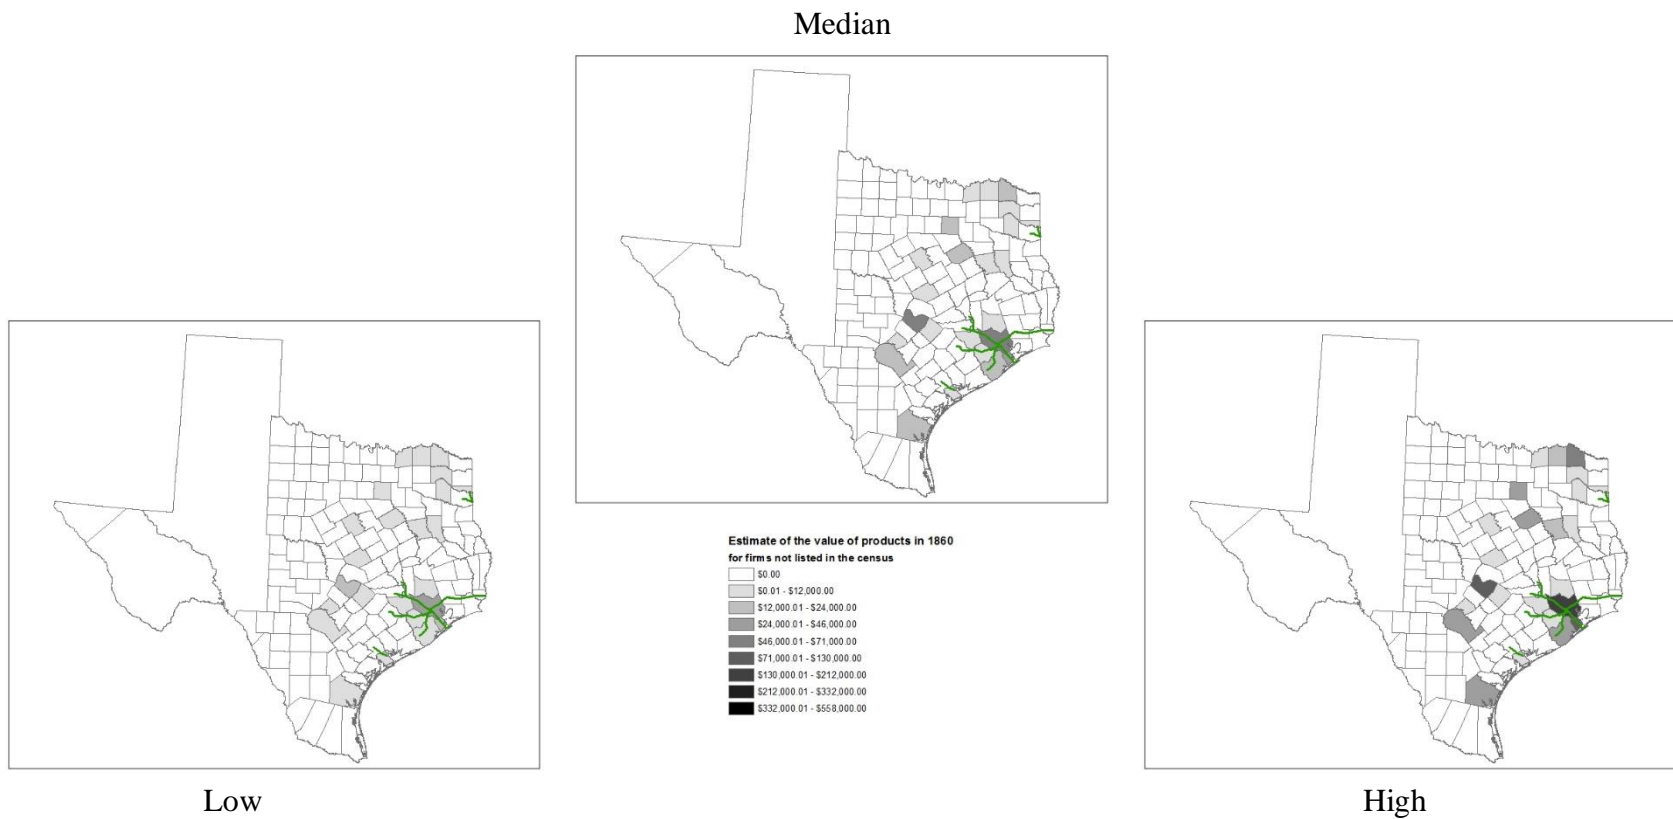 Median
Estimate of the value of products in 1860
for firms not listed in the census
$0.00
$0.01 - $12,000.00
$12,000.01 - $24,000.00
$24,000.01 - $46,000.00
$46,000.01 - $71,000.00
$71,000.01 - $130,000.00
$130,000.01 - $212,000.00
$212,000.01 - $332,000.00
$332,000.01 - $558,000.00
Low
High